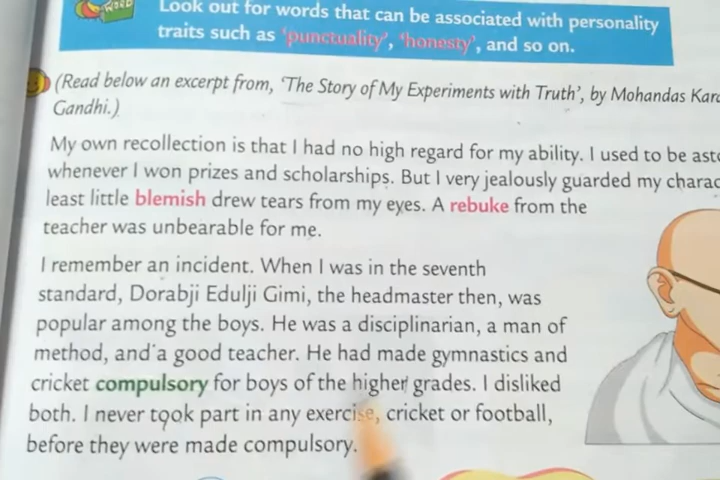 WORD
Look out for words that can be associated with personality
traits such as 'punctuality', 'honesty', and so on.
(Read below an excerpt from, 'The Story of My Experiments with Truth', by Mohandas
Gandhi.)
My own recollection is that I had no high regard for my ability. I used to be
whenever I won prizes and scholarships. But I very jealously guarded my
least little blemish drew tears from my eyes. A rebuke from the
teacher was unbearable for me.
I remember an incident. When I was in the seventh
standard, Dorabji Edulji Gimi, the headmaster then, was
popular among the boys. He was a disciplinarian, a man of
method, and a good teacher. He had made gymnastics and
cricket compulsory for boys of the higher grades. I disliked
both. I never took part in any exercise, cricket or football,
before they were made compulsory.